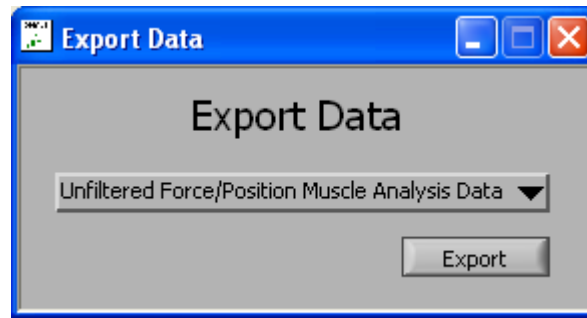 Export Data
Export Data
Unfiltered Force/Position Muscle Analysis Data
Export